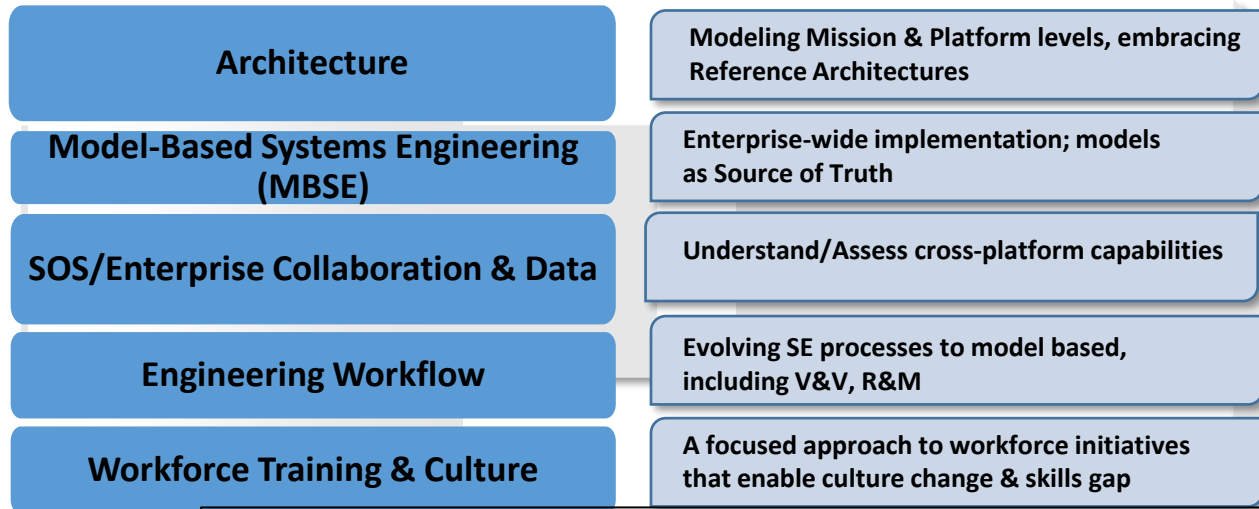 Architecture
Modeling Mission & Platform levels, embracing
Reference Architectures
Model-Based Systems Engineering
(MBSE)
Enterprise-wide implementation; models
as Source of Truth
SOS/Enterprise Collaboration & Data
Understand/Assess cross-platform capabilities
Engineering Workflow
Evolving SE processes to model based,
including V&V, R&M
Workforce Training & Culture
A focused approach to workforce initiatives
that enable culture change & skills gap